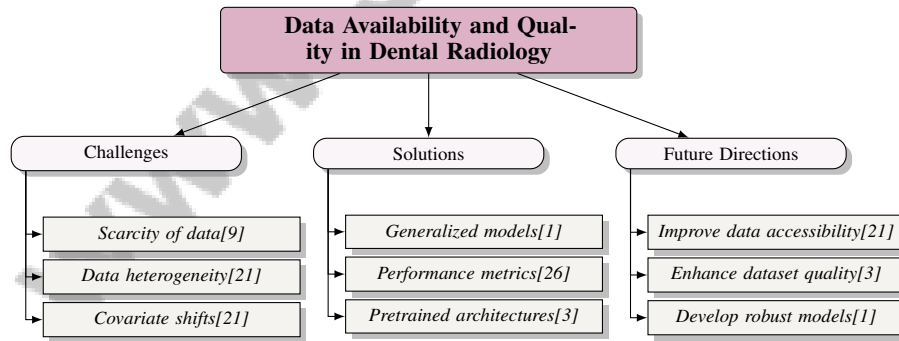 Data Availability and Qual-
ity in Dental Radiology
Challenges
Solutions
Future Directions
Scarcity of data[9]
Data heterogeneity[21]
Covariate shifts[21]
Generalized models[1]
Performance metrics[26]
Pretrained architectures[3]
Improve data accessibility[21]
Enhance dataset quality[3]
Develop robust models[1]
www